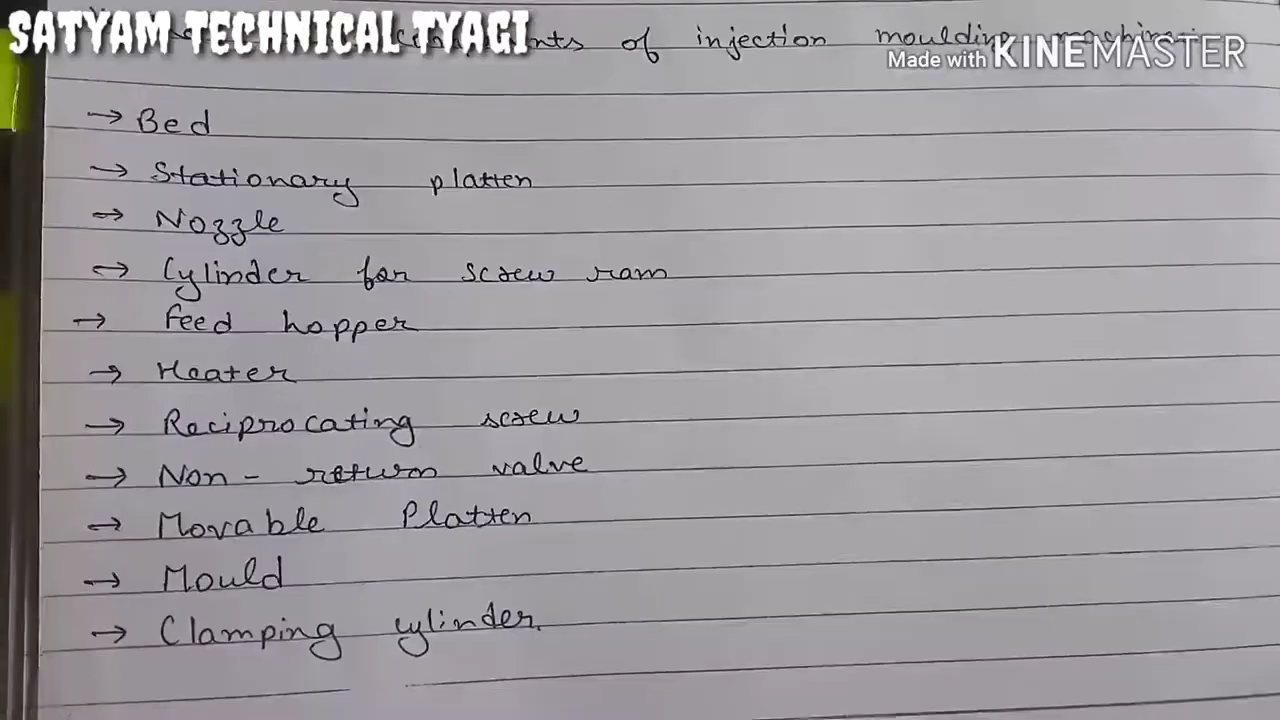 SATYAM TECHNICAL TYAGI
of injection moulding
Made with KINEMASTER
→ Bed
→ Stationary platten
→ Nozzle
→ Cylinder for screw ram
→ feed hopper
→ Heater
→ Reciprocating screw
→ Non - return valve
→ Movable Platten
→ Mould
→ Clamping cylinder.